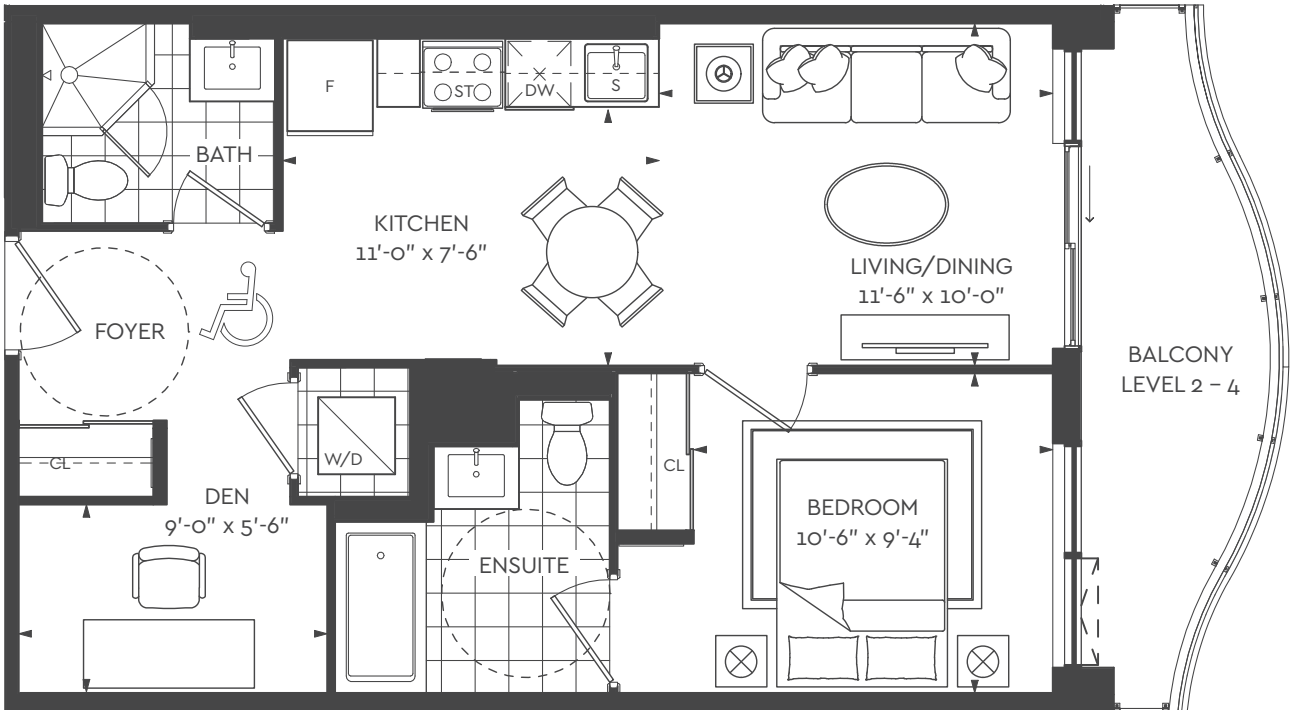 F
ST
DW
S
BATH
KITCHEN
11'-0" x 7'-6"
LIVING/DINING
11'-6" x 10'-0"
FOYER
BALCONY
LEVEL 2 – 4
CL
W/D
CL
DEN
9'-0" x 5'-6"
BEDROOM
10'-6" x 9'-4"
ENSUITE